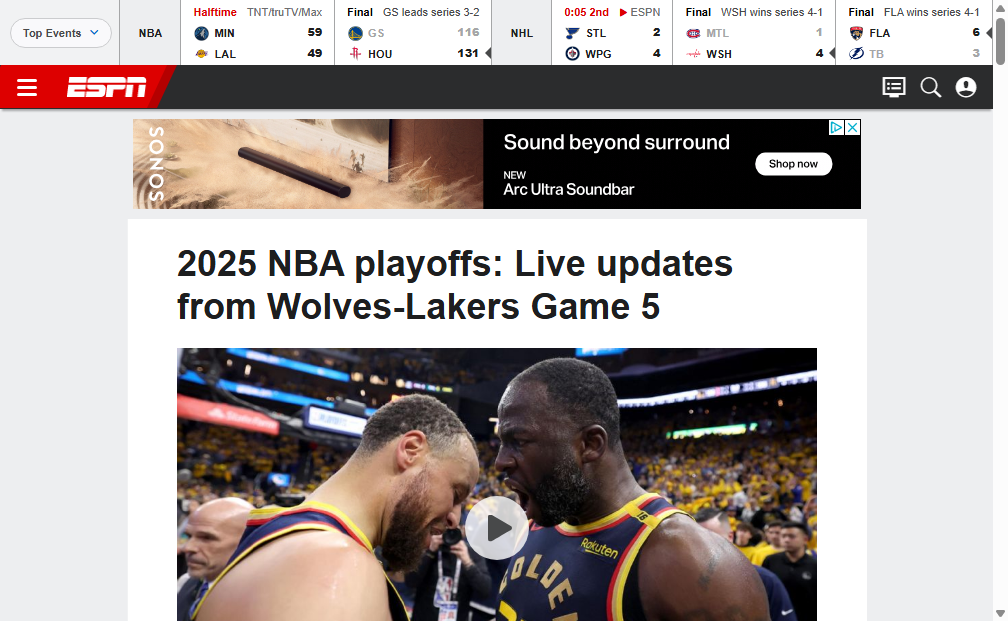 Top Events
NBA
Halftime TNT/truTV/Max
MIN 59
LAL 49
Final GS leads series 3-2
GS 116
HOU 131
NHL
0:05 2nd ESPN
STL 2
WPG 4
Final WSH wins series 4-1
MTL 1
WSH 4
Final FLA wins series 4-1
FLA 6
TB 3
ESPN
SONOS
Sound beyond surround
NEW
Arc Ultra Soundbar
Shop now
2025 NBA playoffs: Live updates
from Wolves-Lakers Game 5
State Farm
Rakuten
GOLDE